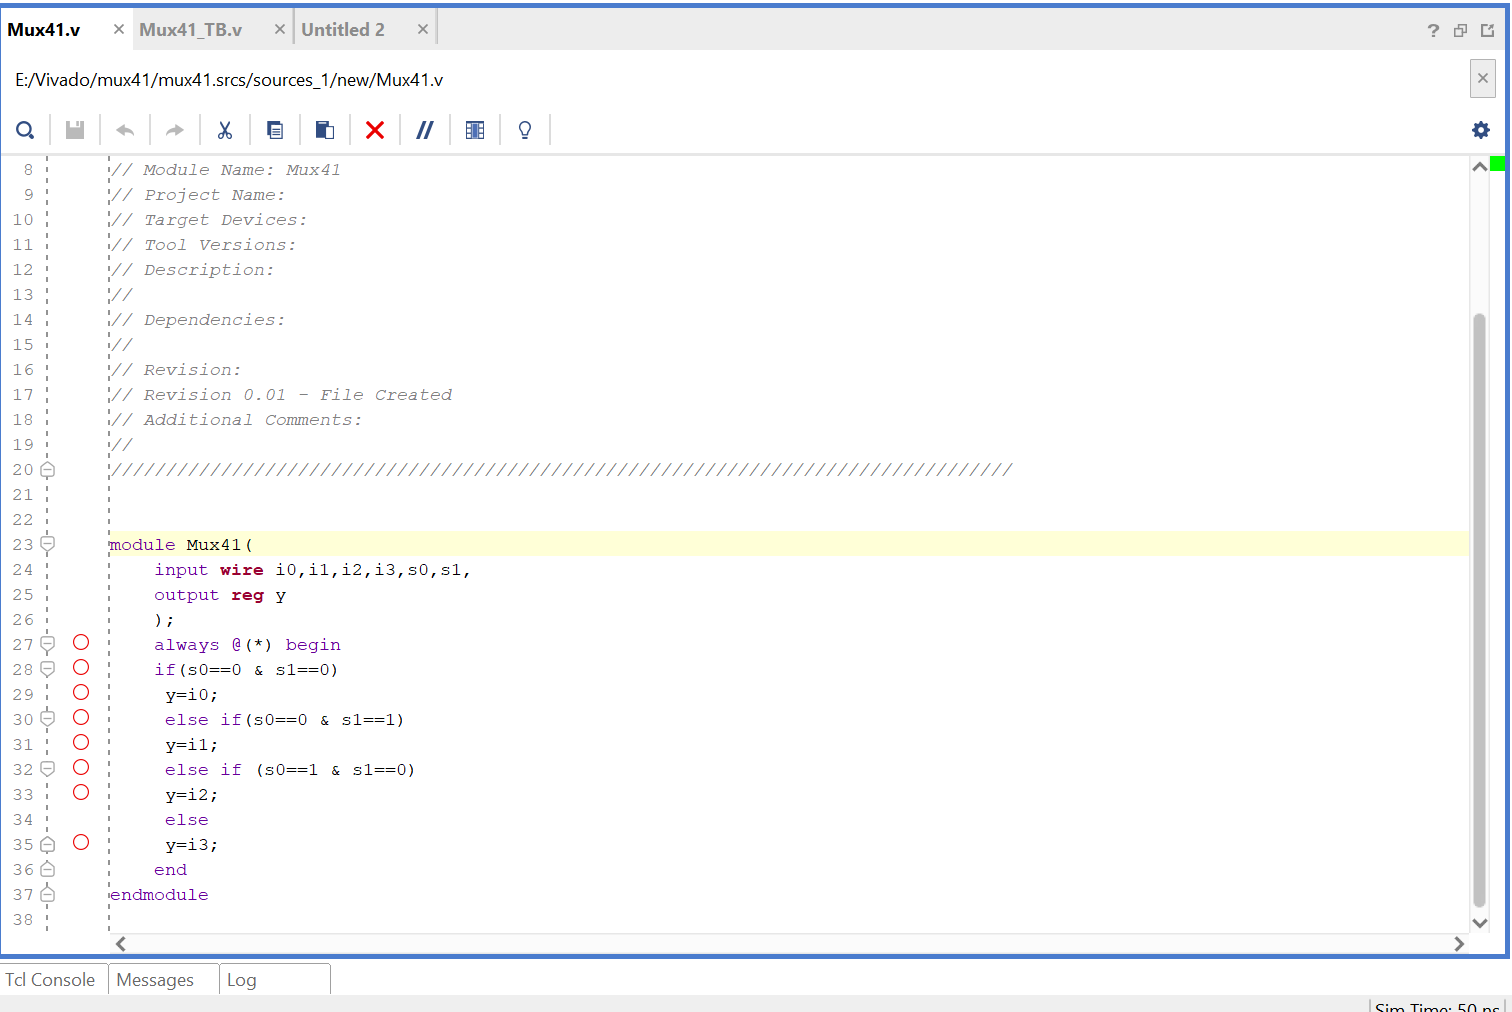 Mux41.v × Mux41_TB.v × Untitled 2 × ?
E:/Vivado/mux41/mux41.srcs/sources_1/new/Mux41.v
8 // Module Name: Mux41
9 // Project Name:
10 // Target Devices:
11 // Tool Versions:
12 // Description:
13 //
14 // Dependencies:
15 //
16 // Revision:
17 // Revision 0.01 - File Created
18 // Additional Comments:
19 //
20 //////////////////////////////////////////////////////////////////////////////////
21
22
23 module Mux41(
24 input wire i0,i1,i2,i3,s0,s1,
25 output reg y
26 );
27 always @(*) begin
28 if(s0==0 & s1==0)
29 y=i0;
30 else if(s0==0 & s1==1)
31 y=i1;
32 else if (s0==1 & s1==0)
33 y=i2;
34 else
35 y=i3;
36 end
37 endmodule
38
Tcl Console Messages Log
Sim Time: 50 ns